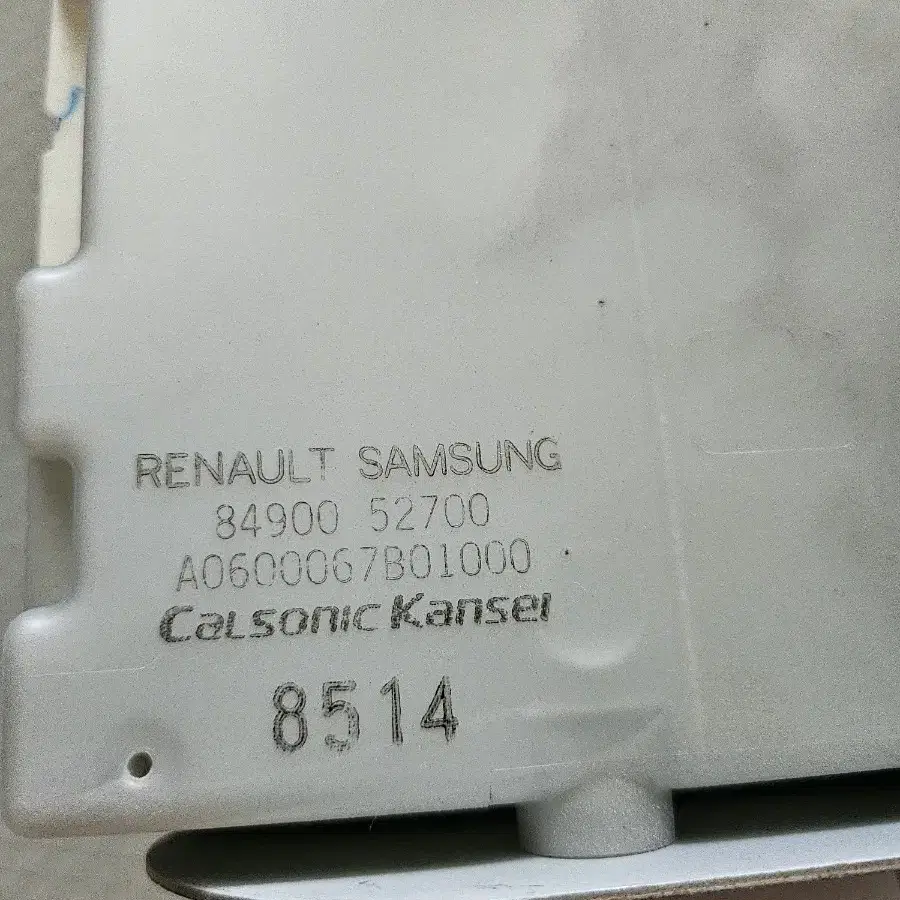 RENAULT SAMSUNG
84900 52700
A0600067B01000
Calsonic Kansei
8514